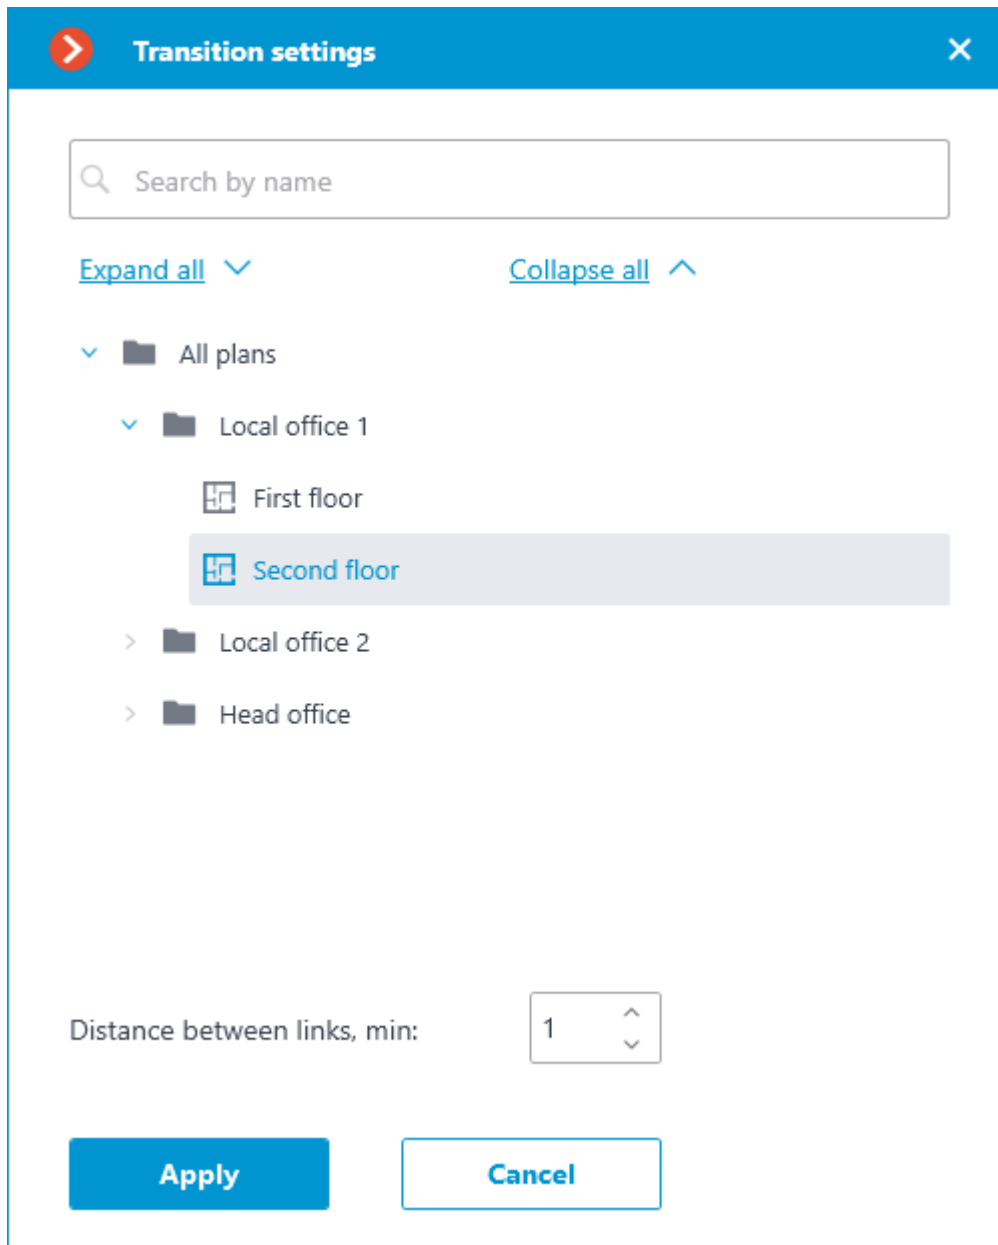 Transition settings
Search by name
Expand all Collapse all
All plans
Local office 1
First floor
Second floor
Local office 2
Head office
Distance between links, min: 1
Apply Cancel